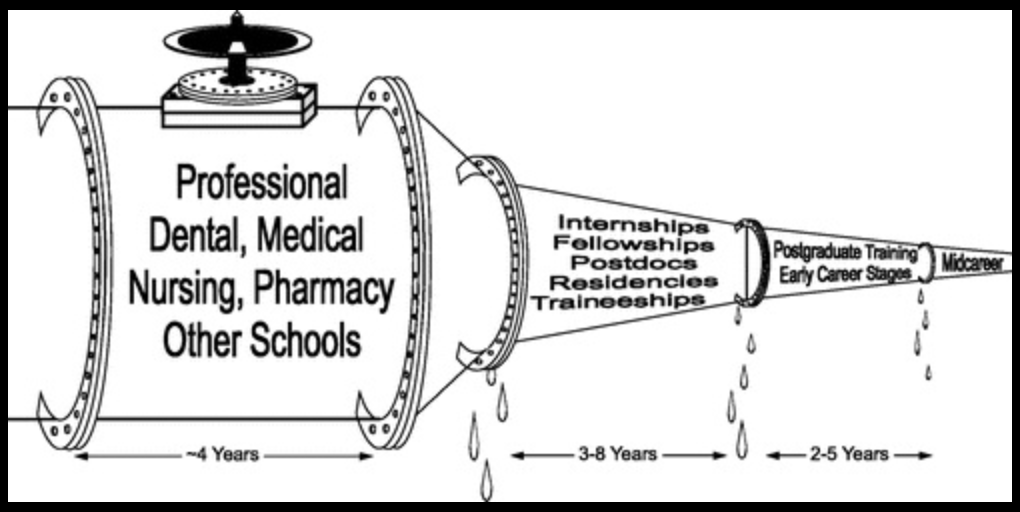 Professional
Dental, Medical
Nursing, Pharmacy
Other Schools
Internships
Fellowships
Postdocs
Residencies
Traineeships
Postgraduate Training
Early Career Stages
Midcareer
~4 Years
3-8 Years
2-5 Years